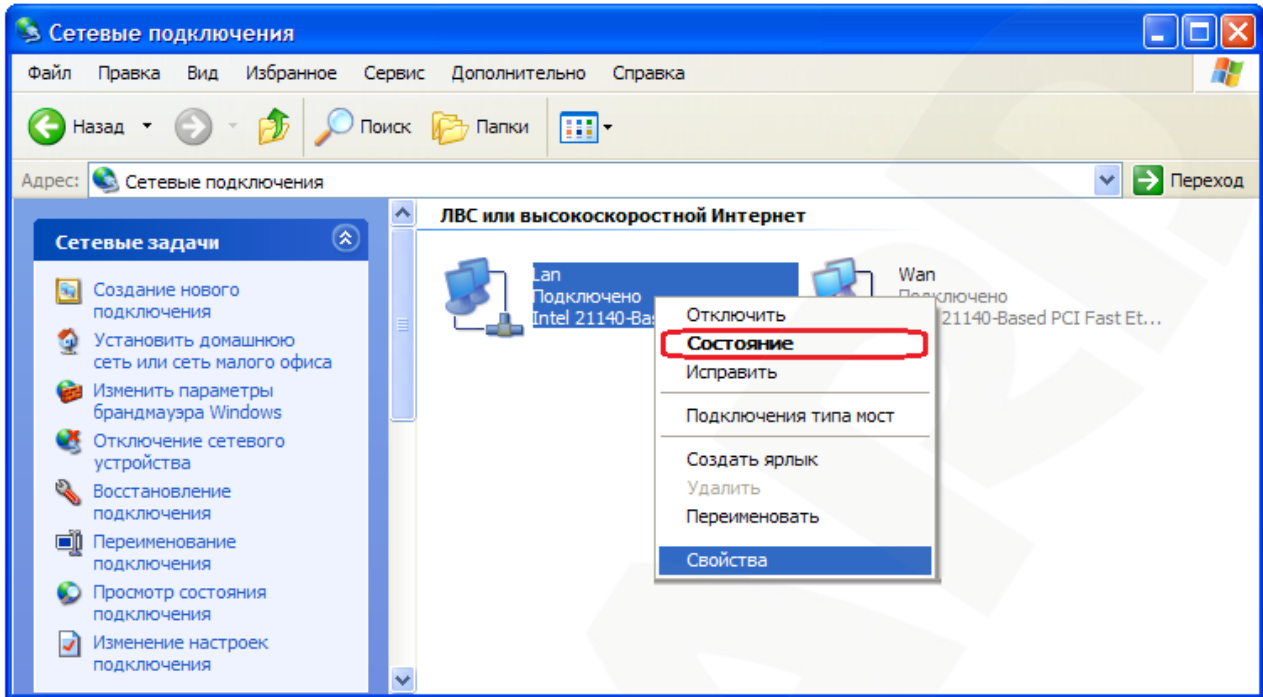 Сетевые подключения
Файл Правка Вид Избранное Сервис Дополнительно Справка
Назад Поиск Папки
Адрес: Сетевые подключения Переход
Сетевые задачи
Создание нового
подключения
Установить домашнюю
сеть или сеть малого офиса
Изменить параметры
брандмауэра Windows
Отключение сетевого
устройства
Восстановление
подключения
Переименование
подключения
Просмотр состояния
подключения
Изменение настроек
подключения
ЛВС или высокоскоростной Интернет
Lan
Подключено
Intel 21140-Ba
Wan
Подключено
21140-Based PCI Fast Et...
Отключить
Состояние
Исправить
Подключения типа мост
Создать ярлык
Удалить
Переименовать
Свойства